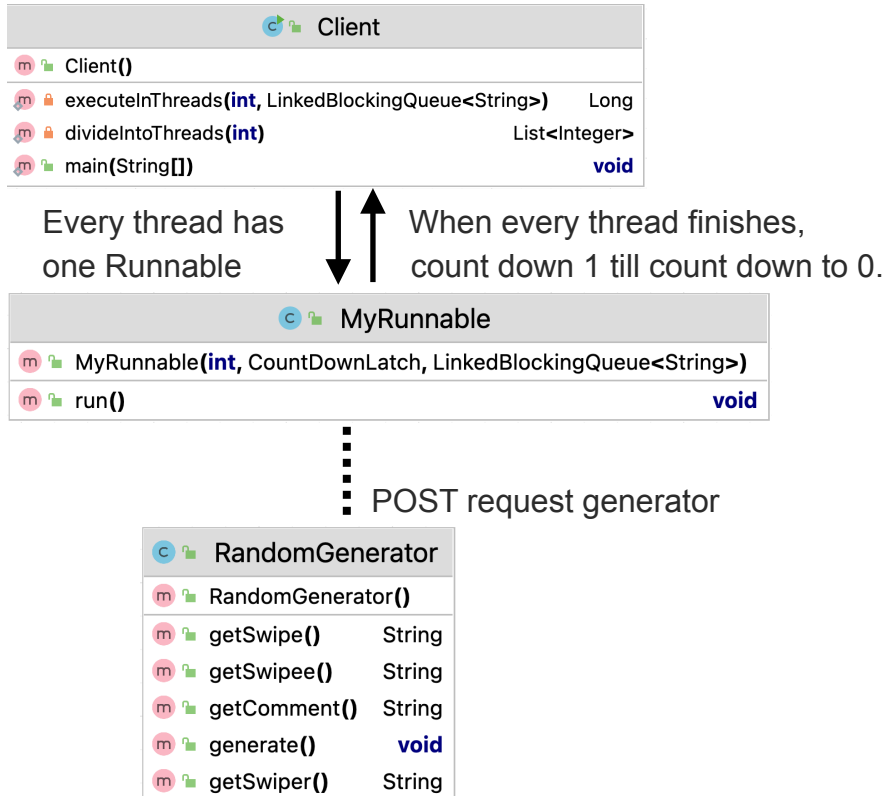 Client
Client()
executeInThreads(int, LinkedBlockingQueue<String>) Long
divideIntoThreads(int) List<Integer>
main(String[]) void
Every thread has
one Runnable
When every thread finishes,
count down 1 till count down to 0.
MyRunnable
MyRunnable(int, CountDownLatch, LinkedBlockingQueue<String>)
run() void
POST request generator
RandomGenerator
RandomGenerator()
getSwipe() String
getSwipee() String
getComment() String
generate() void
getSwiper() String